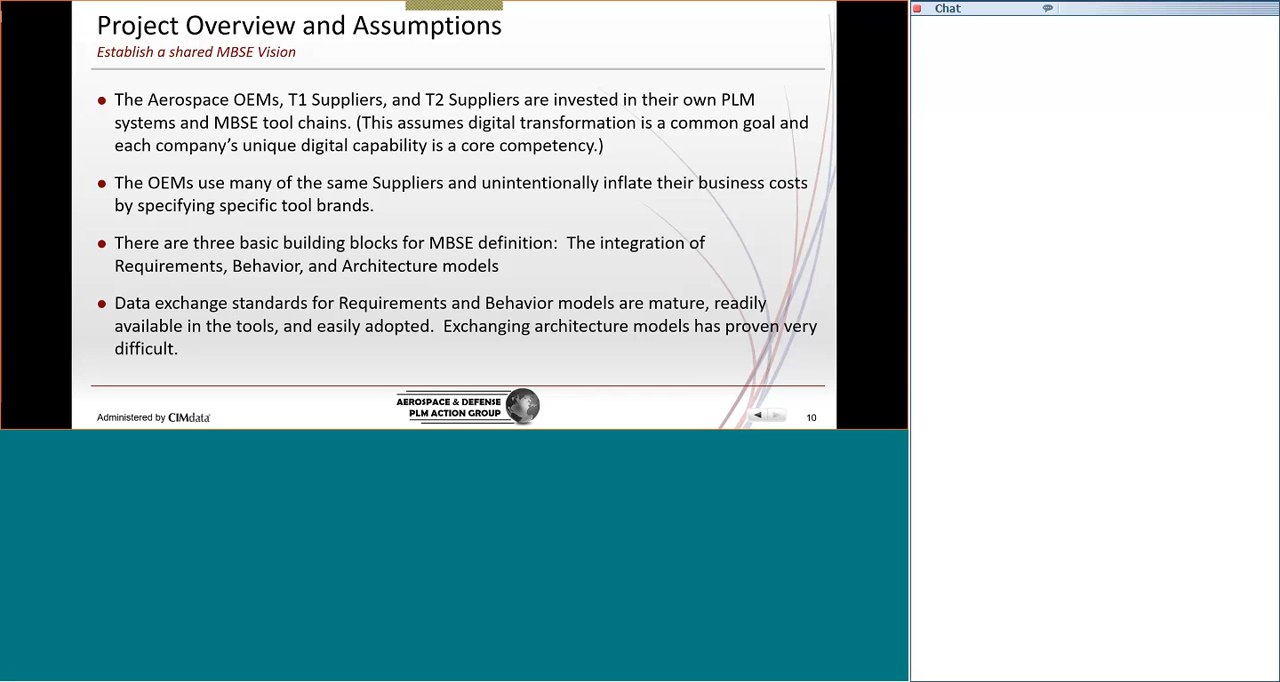 Project Overview and Assumptions
Establish a shared MBSE Vision
The Aerospace OEMs, T1 Suppliers, and T2 Suppliers are invested in their own PLM
systems and MBSE tool chains. (This assumes digital transformation is a common goal and
each company's unique digital capability is a core competency.)
The OEMs use many of the same Suppliers and unintentionally inflate their business costs
by specifying specific tool brands.
There are three basic building blocks for MBSE definition:  The integration of
Requirements, Behavior, and Architecture models
Data exchange standards for Requirements and Behavior models are mature, readily
available in the tools, and easily adopted.  Exchanging architecture models has proven very
difficult.
Administered by CIMdata
AEROSPACE & DEFENSE
PLM ACTION GROUP
10
Chat